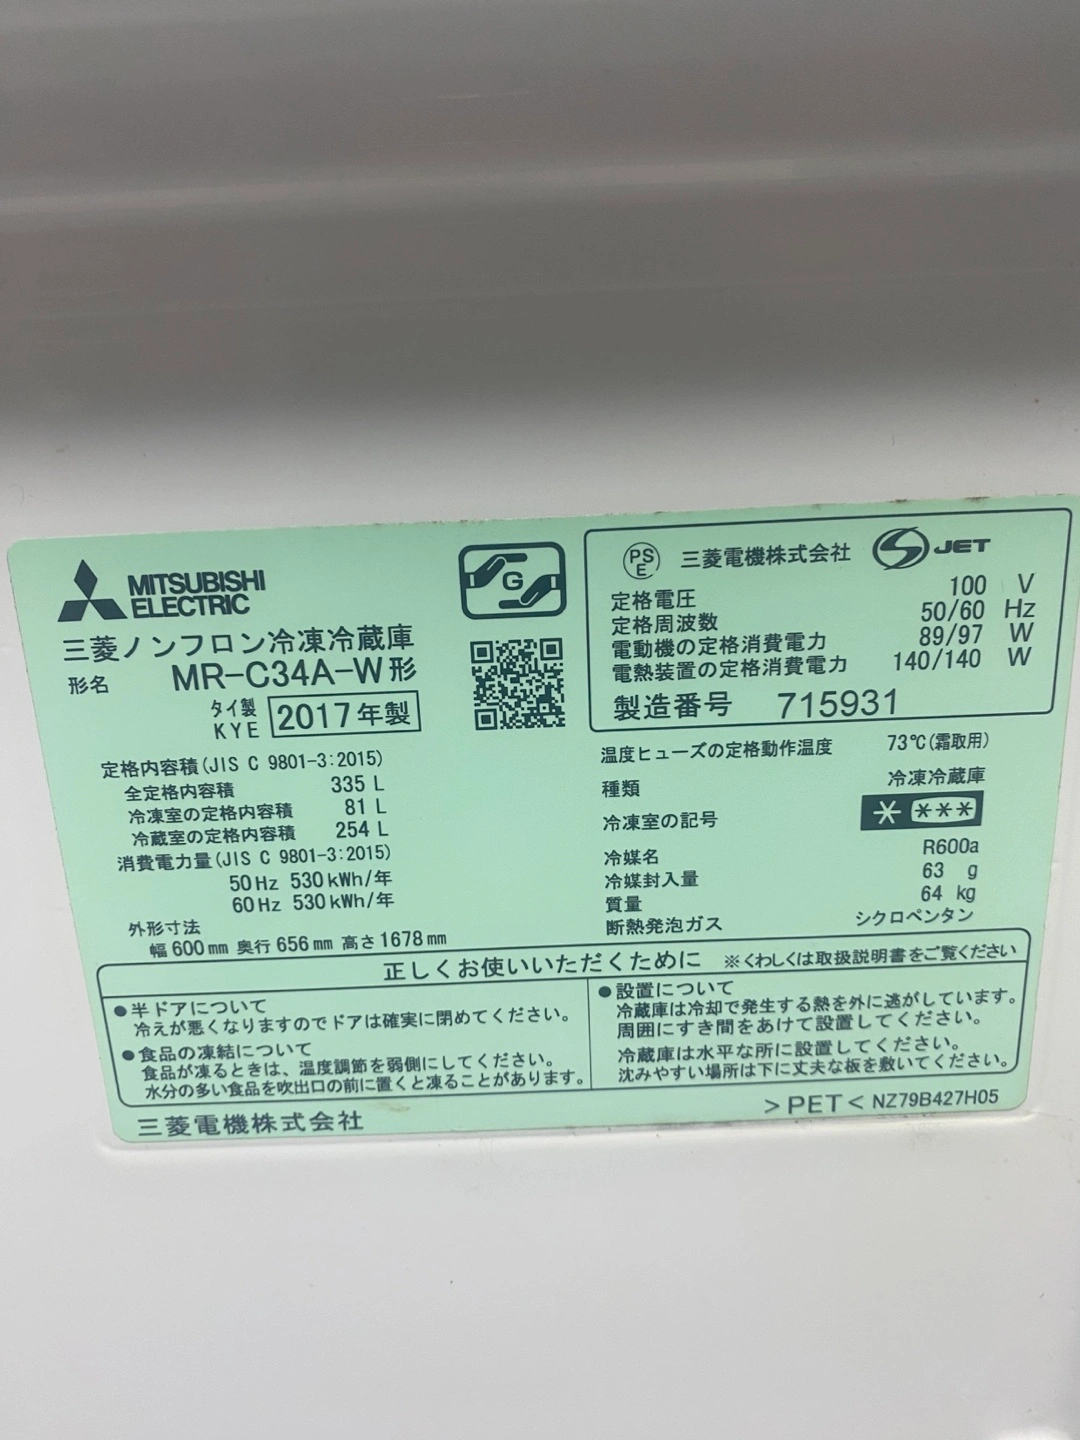 MITSUBISHI
ELECTRIC
三菱ノンフロン冷凍冷蔵庫
形名 MR-C34A-W形
タイ製
KYE 2017年製
定格内容積(JIS C 9801-3:2015)
全定格内容積 335 L
冷凍室の定格内容積 81 L
冷蔵室の定格内容積 254 L
消費電力量(JIS C 9801-3:2015)
50Hz 530kWh/年
60Hz 530kWh/年
外形寸法
幅600mm 奥行656mm 高さ1678mm
G
PS
E
三菱電機株式会社
S JET
定格電圧 100 V
定格周波数 50/60 Hz
電動機の定格消費電力 89/97 W
電熱装置の定格消費電力 140/140 W
製造番号 715931
温度ヒューズの定格動作温度 73℃(霜取用)
種類 冷凍冷蔵庫
冷凍室の記号 * ***
冷媒名 R600a
冷媒封入量 63 g
質量 64 kg
断熱発泡ガス シクロペンタン
正しくお使いいただくために ※くわしくは取扱説明書をご覧ください
●半ドアについて
冷えが悪くなりますのでドアは確実に閉めてください。
●食品の凍結について
食品が凍るときは、温度調節を弱側にしてください。
水分の多い食品を吹出口の前に置くと凍ることがあります。
●設置について
冷蔵庫は冷却で発生する熱を外に逃がしています。
周囲にすき間をあけて設置してください。
冷蔵庫は水平な所に設置してください。
沈みやすい場所は下に丈夫な板を敷いてください。
三菱電機株式会社
>PET< NZ79B427H05